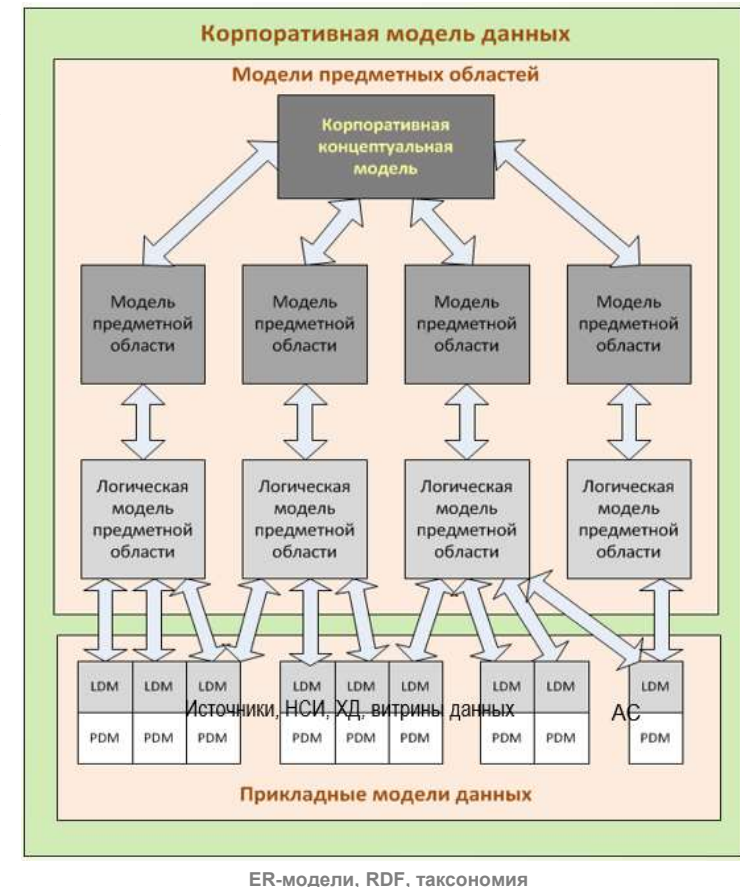 Корпоративная модель данных
Модели предметных областей
Корпоративная
концептуальная
модель
Модель
предметной
области
Модель
предметной
области
Модель
предметной
области
Модель
предметной
области
Логическая
модель
предметной
области
Логическая
модель
предметной
области
Логическая
модель
предметной
области
Логическая
модель
предметной
области
LDM LDM LDM LDM LDM LDM LDM LDM LDM
Источники, НСИ, ХД, витрины данных АС
PDM PDM PDM PDM PDM PDM PDM PDM PDM
Прикладные модели данных
ER-модели, RDF, таксономия